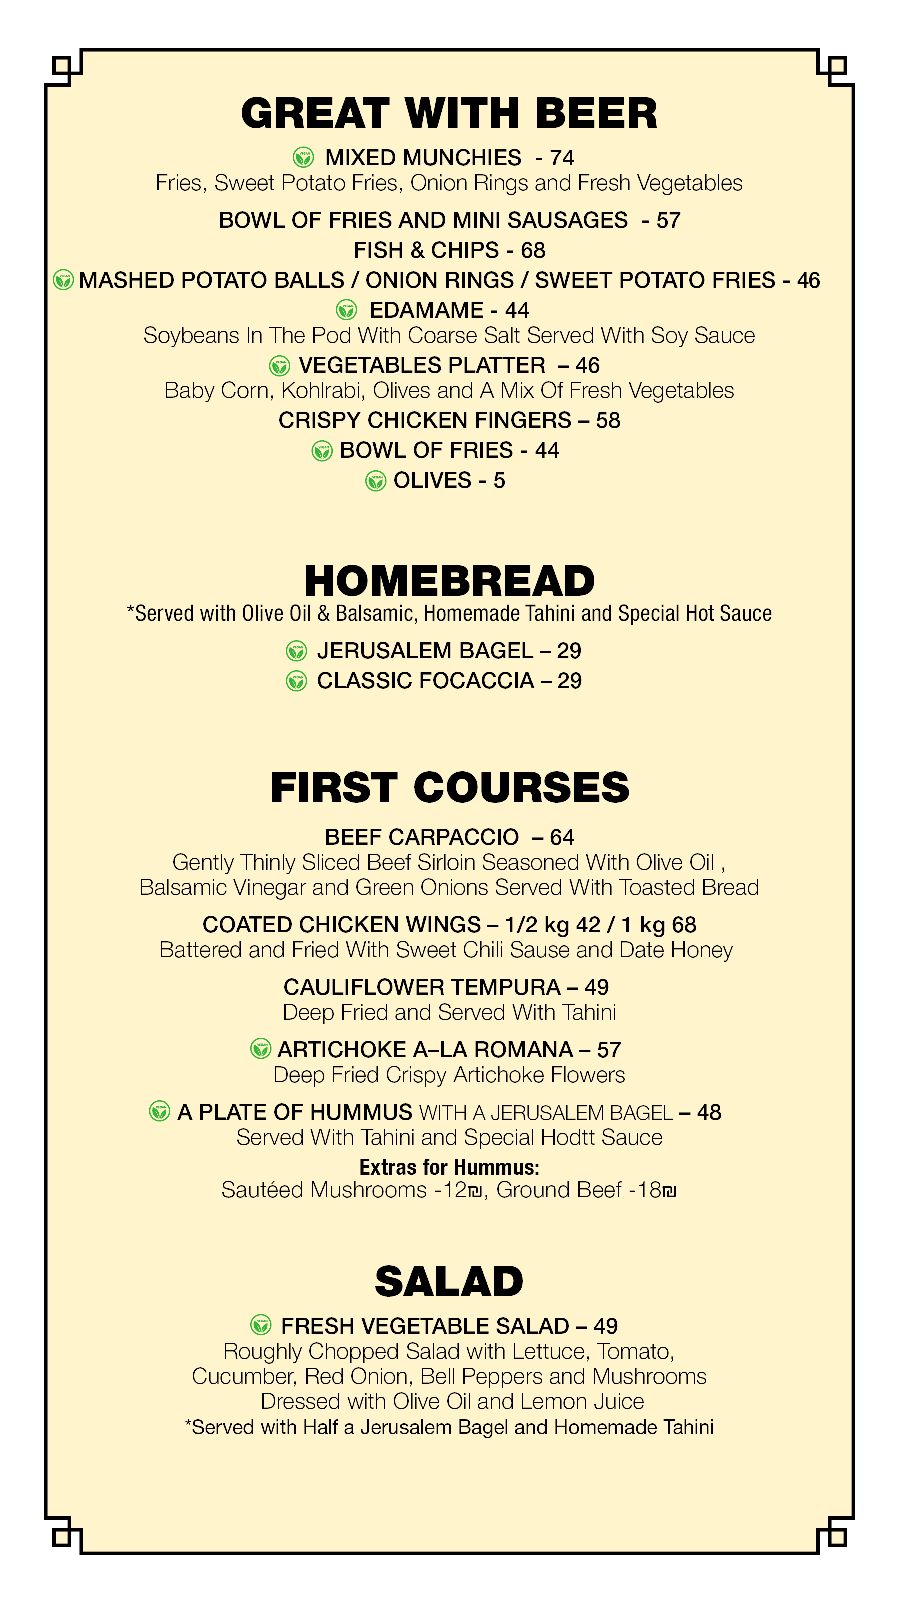 GREAT WITH BEER
MIXED MUNCHIES - 74
Fries, Sweet Potato Fries, Onion Rings and Fresh Vegetables
BOWL OF FRIES AND MINI SAUSAGES - 57
FISH & CHIPS - 68
MASHED POTATO BALLS / ONION RINGS / SWEET POTATO FRIES - 46
EDAMAME - 44
Soybeans In The Pod With Coarse Salt Served With Soy Sauce
VEGETABLES PLATTER – 46
Baby Corn, Kohlrabi, Olives and A Mix Of Fresh Vegetables
CRISPY CHICKEN FINGERS – 58
BOWL OF FRIES - 44
OLIVES - 5
HOMEBREAD
*Served with Olive Oil & Balsamic, Homemade Tahini and Special Hot Sauce
JERUSALEM BAGEL – 29
CLASSIC FOCACCIA – 29
FIRST COURSES
BEEF CARPACCIO – 64
Gently Thinly Sliced Beef Sirloin Seasoned With Olive Oil ,
Balsamic Vinegar and Green Onions Served With Toasted Bread
COATED CHICKEN WINGS – 1/2 kg 42 / 1 kg 68
Battered and Fried With Sweet Chili Sause and Date Honey
CAULIFLOWER TEMPURA – 49
Deep Fried and Served With Tahini
ARTICHOKE A–LA ROMANA – 57
Deep Fried Crispy Artichoke Flowers
A PLATE OF HUMMUS WITH A JERUSALEM BAGEL – 48
Served With Tahini and Special Hodtt Sauce
Extras for Hummus:
Sautéed Mushrooms -12₪, Ground Beef -18₪
SALAD
FRESH VEGETABLE SALAD – 49
Roughly Chopped Salad with Lettuce, Tomato,
Cucumber, Red Onion, Bell Peppers and Mushrooms
Dressed with Olive Oil and Lemon Juice
*Served with Half a Jerusalem Bagel and Homemade Tahini